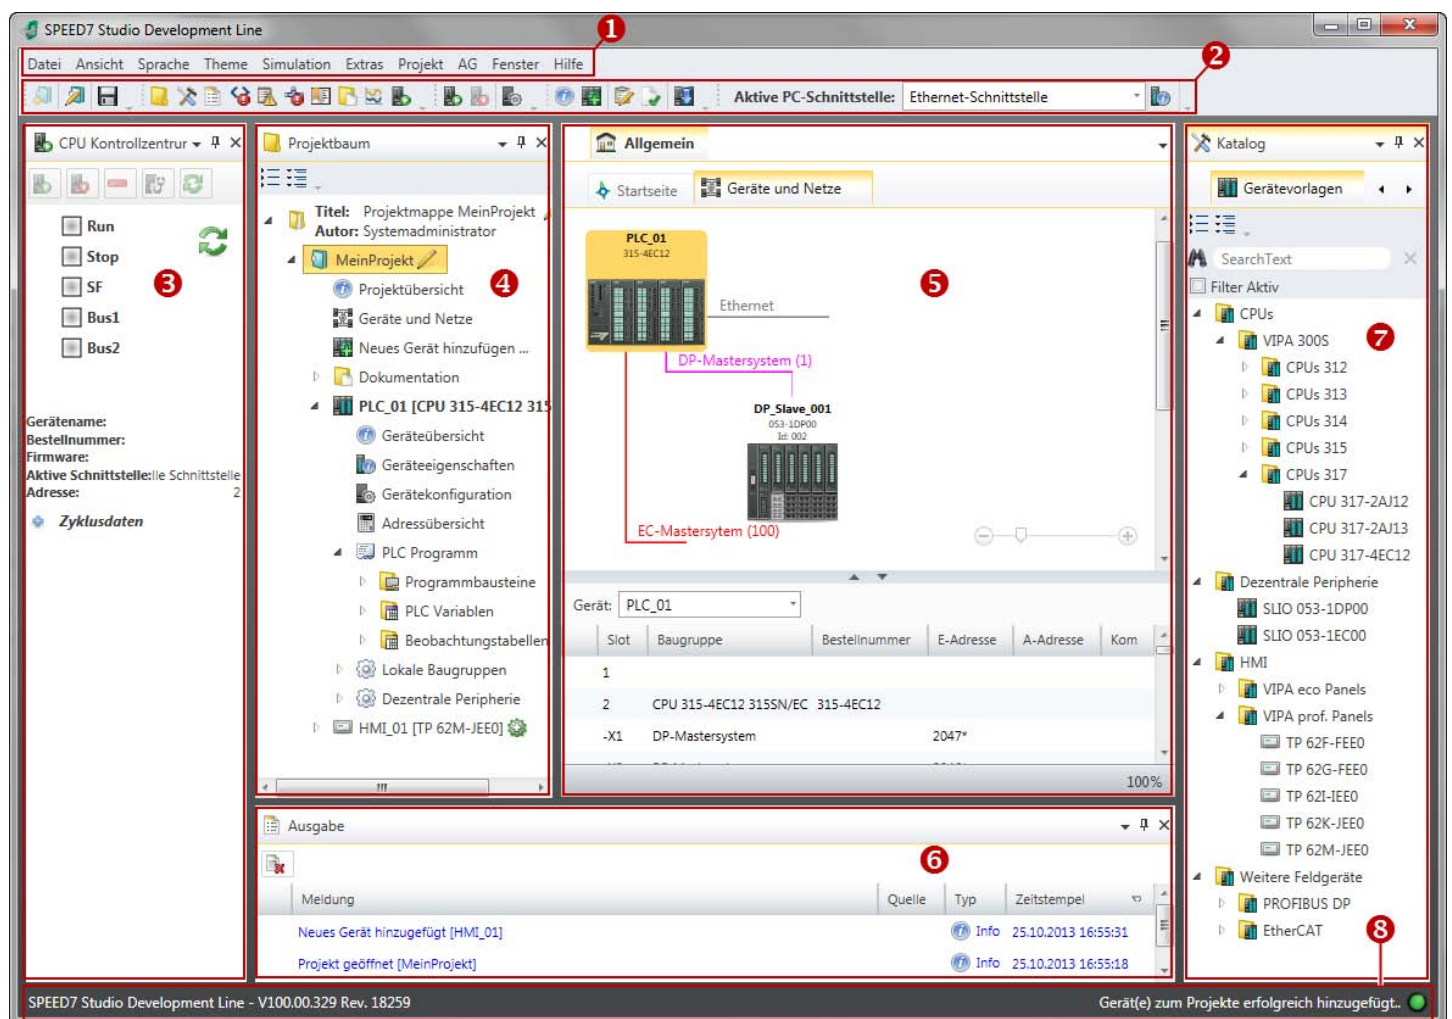 SPEED7 Studio Development Line
1
Datei Ansicht Sprache Theme Simulation Extras Projekt AG Fenster Hilfe
2
Aktive PC-Schnittstelle: Ethernet-Schnittstelle
CPU Kontrollzentrur
Run
Stop
SF
3
Bus1
Bus2
Gerätename:
Bestellnummer:
Firmware:
Aktive Schnittstelle:lle Schnittstelle
Adresse: 2
Zyklusdaten
Projektbaum
Titel: Projektmappe MeinProjekt
Autor: Systemadministrator
MeinProjekt
4
Projektübersicht
Geräte und Netze
Neues Gerät hinzufügen ...
Dokumentation
PLC_01 [CPU 315-4EC12 315
Geräteübersicht
Geräteeigenschaften
Gerätekonfiguration
Adressübersicht
PLC Programm
Programmbausteine
PLC Variablen
Beobachtungstabellen
Lokale Baugruppen
Dezentrale Peripherie
HMI_01 [TP 62M-JEE0]
Allgemein
Startseite Geräte und Netze
PLC_01
315-4EC12
5
Ethernet
DP-Mastersystem (1)
DP_Slave_001
053-1DP00
Id: 002
EC-Mastersytem (100)
Gerät: PLC_01
Slot Baugruppe Bestellnummer E-Adresse A-Adresse Kom
1
2 CPU 315-4EC12 315SN/EC 315-4EC12
-X1 DP-Mastersystem 2047*
100%
Ausgabe
6
Meldung Quelle Typ Zeitstempel
Neues Gerät hinzugefügt [HMI_01] Info 25.10.2013 16:55:31
Projekt geöffnet [MeinProjekt] Info 25.10.2013 16:55:18
Katalog
Gerätevorlagen
SearchText
Filter Aktiv
CPUs
VIPA 300S
7
CPUs 312
CPUs 313
CPUs 314
CPUs 315
CPUs 317
CPU 317-2AJ12
CPU 317-2AJ13
CPU 317-4EC12
Dezentrale Peripherie
SLIO 053-1DP00
SLIO 053-1EC00
HMI
VIPA eco Panels
VIPA prof. Panels
TP 62F-FEE0
TP 62G-FEE0
TP 62I-IEE0
TP 62K-JEE0
TP 62M-JEE0
Weitere Feldgeräte
PROFIBUS DP
EtherCAT
8
SPEED7 Studio Development Line - V100.00.329 Rev. 18259
Gerät(e) zum Projekte erfolgreich hinzugefügt..